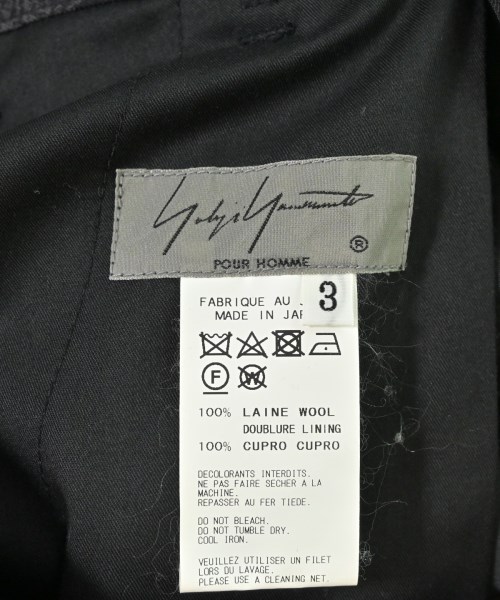 Yohji Yamamoto
®
POUR HOMME
3
FABRIQUE AU
MADE IN
F W
100% LAINE WOOL
DOUBLURE LINING
100% CUPRO CUPRO
DECOLORANTS INTERDITS.
NE PAS FAIRE SECHER A LA
MACHINE.
REPASSER AU FER TIEDE.
DO NOT BLEACH.
DO NOT TUMBLE DRY.
COOL IRON.
VEUILLEZ UTILISER UN FILET
LORS DU LAVAGE.
PLEASE USE A CLEANING NET.